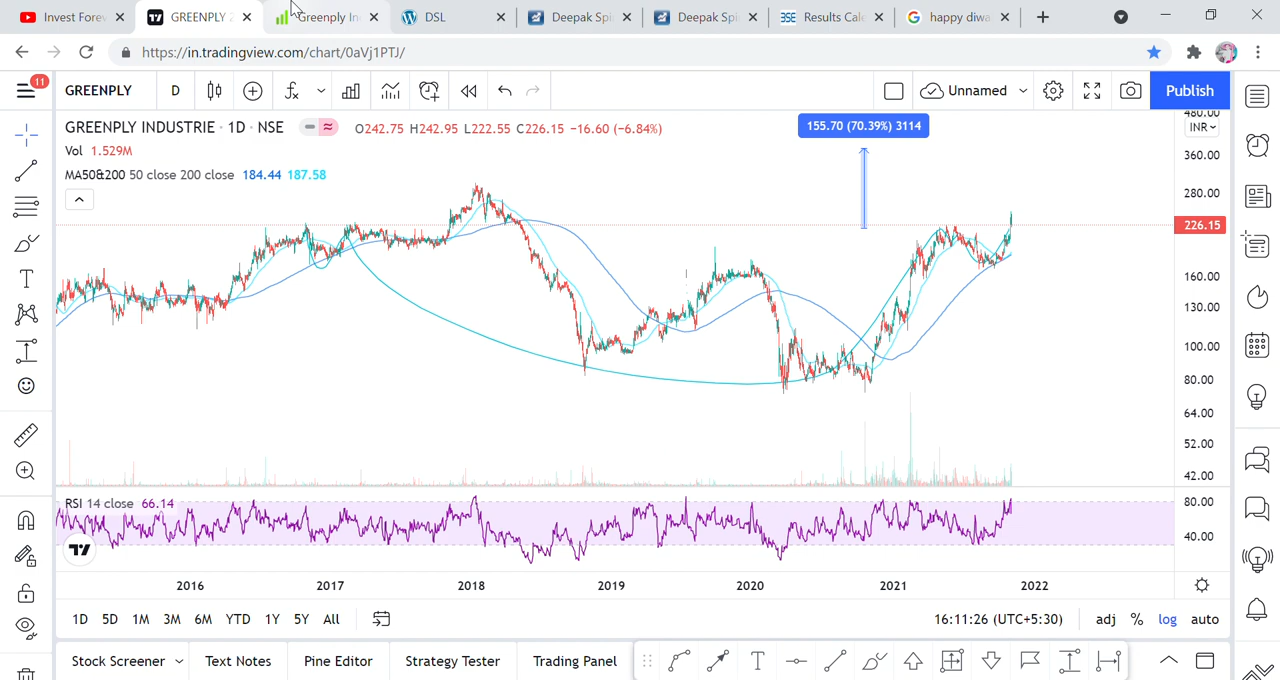 Invest Forev
GREENPLY 2
Greenply In
DSL
Deepak Spi
Deepak Spi
Results Cale
happy diwa
https://in.tradingview.com/chart/0aVj1PTJ/
11
GREENPLY
D
Unnamed
Publish
GREENPLY INDUSTRIE · 1D · NSE
O242.75 H242.95 L222.55 C226.15 −16.60 (−6.84%)
Vol 1.529M
MA50&200 50 close 200 close 184.44 187.58
155.70 (70.39%) 3114
480.00
INR
360.00
280.00
226.15
160.00
130.00
100.00
80.00
64.00
52.00
42.00
RSI 14 close 66.14
80.00
40.00
2016 2017 2018 2019 2020 2021 2022
1D 5D 1M 3M 6M YTD 1Y 5Y All
16:11:26 (UTC+5:30)
adj % log auto
Stock Screener
Text Notes
Pine Editor
Strategy Tester
Trading Panel